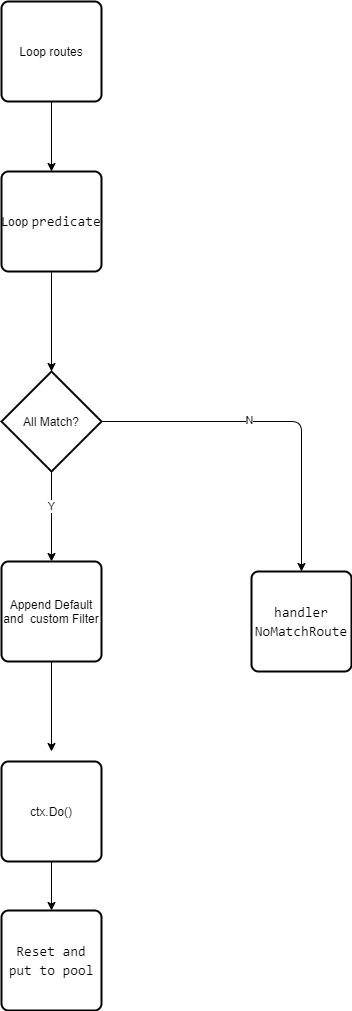 Loop routes
Loop predicate
All Match?
N
Y
Append Default
and custom Filter
handler
NoMatchRoute
ctx.Do()
Reset and
put to pool